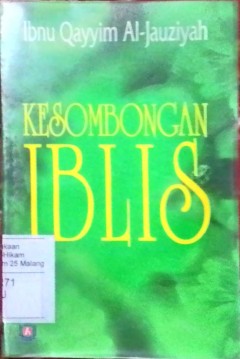 Ibnu Qayyim Al-Jauziyah
KESOMBONGAN
IBLIS
m 25 Malang